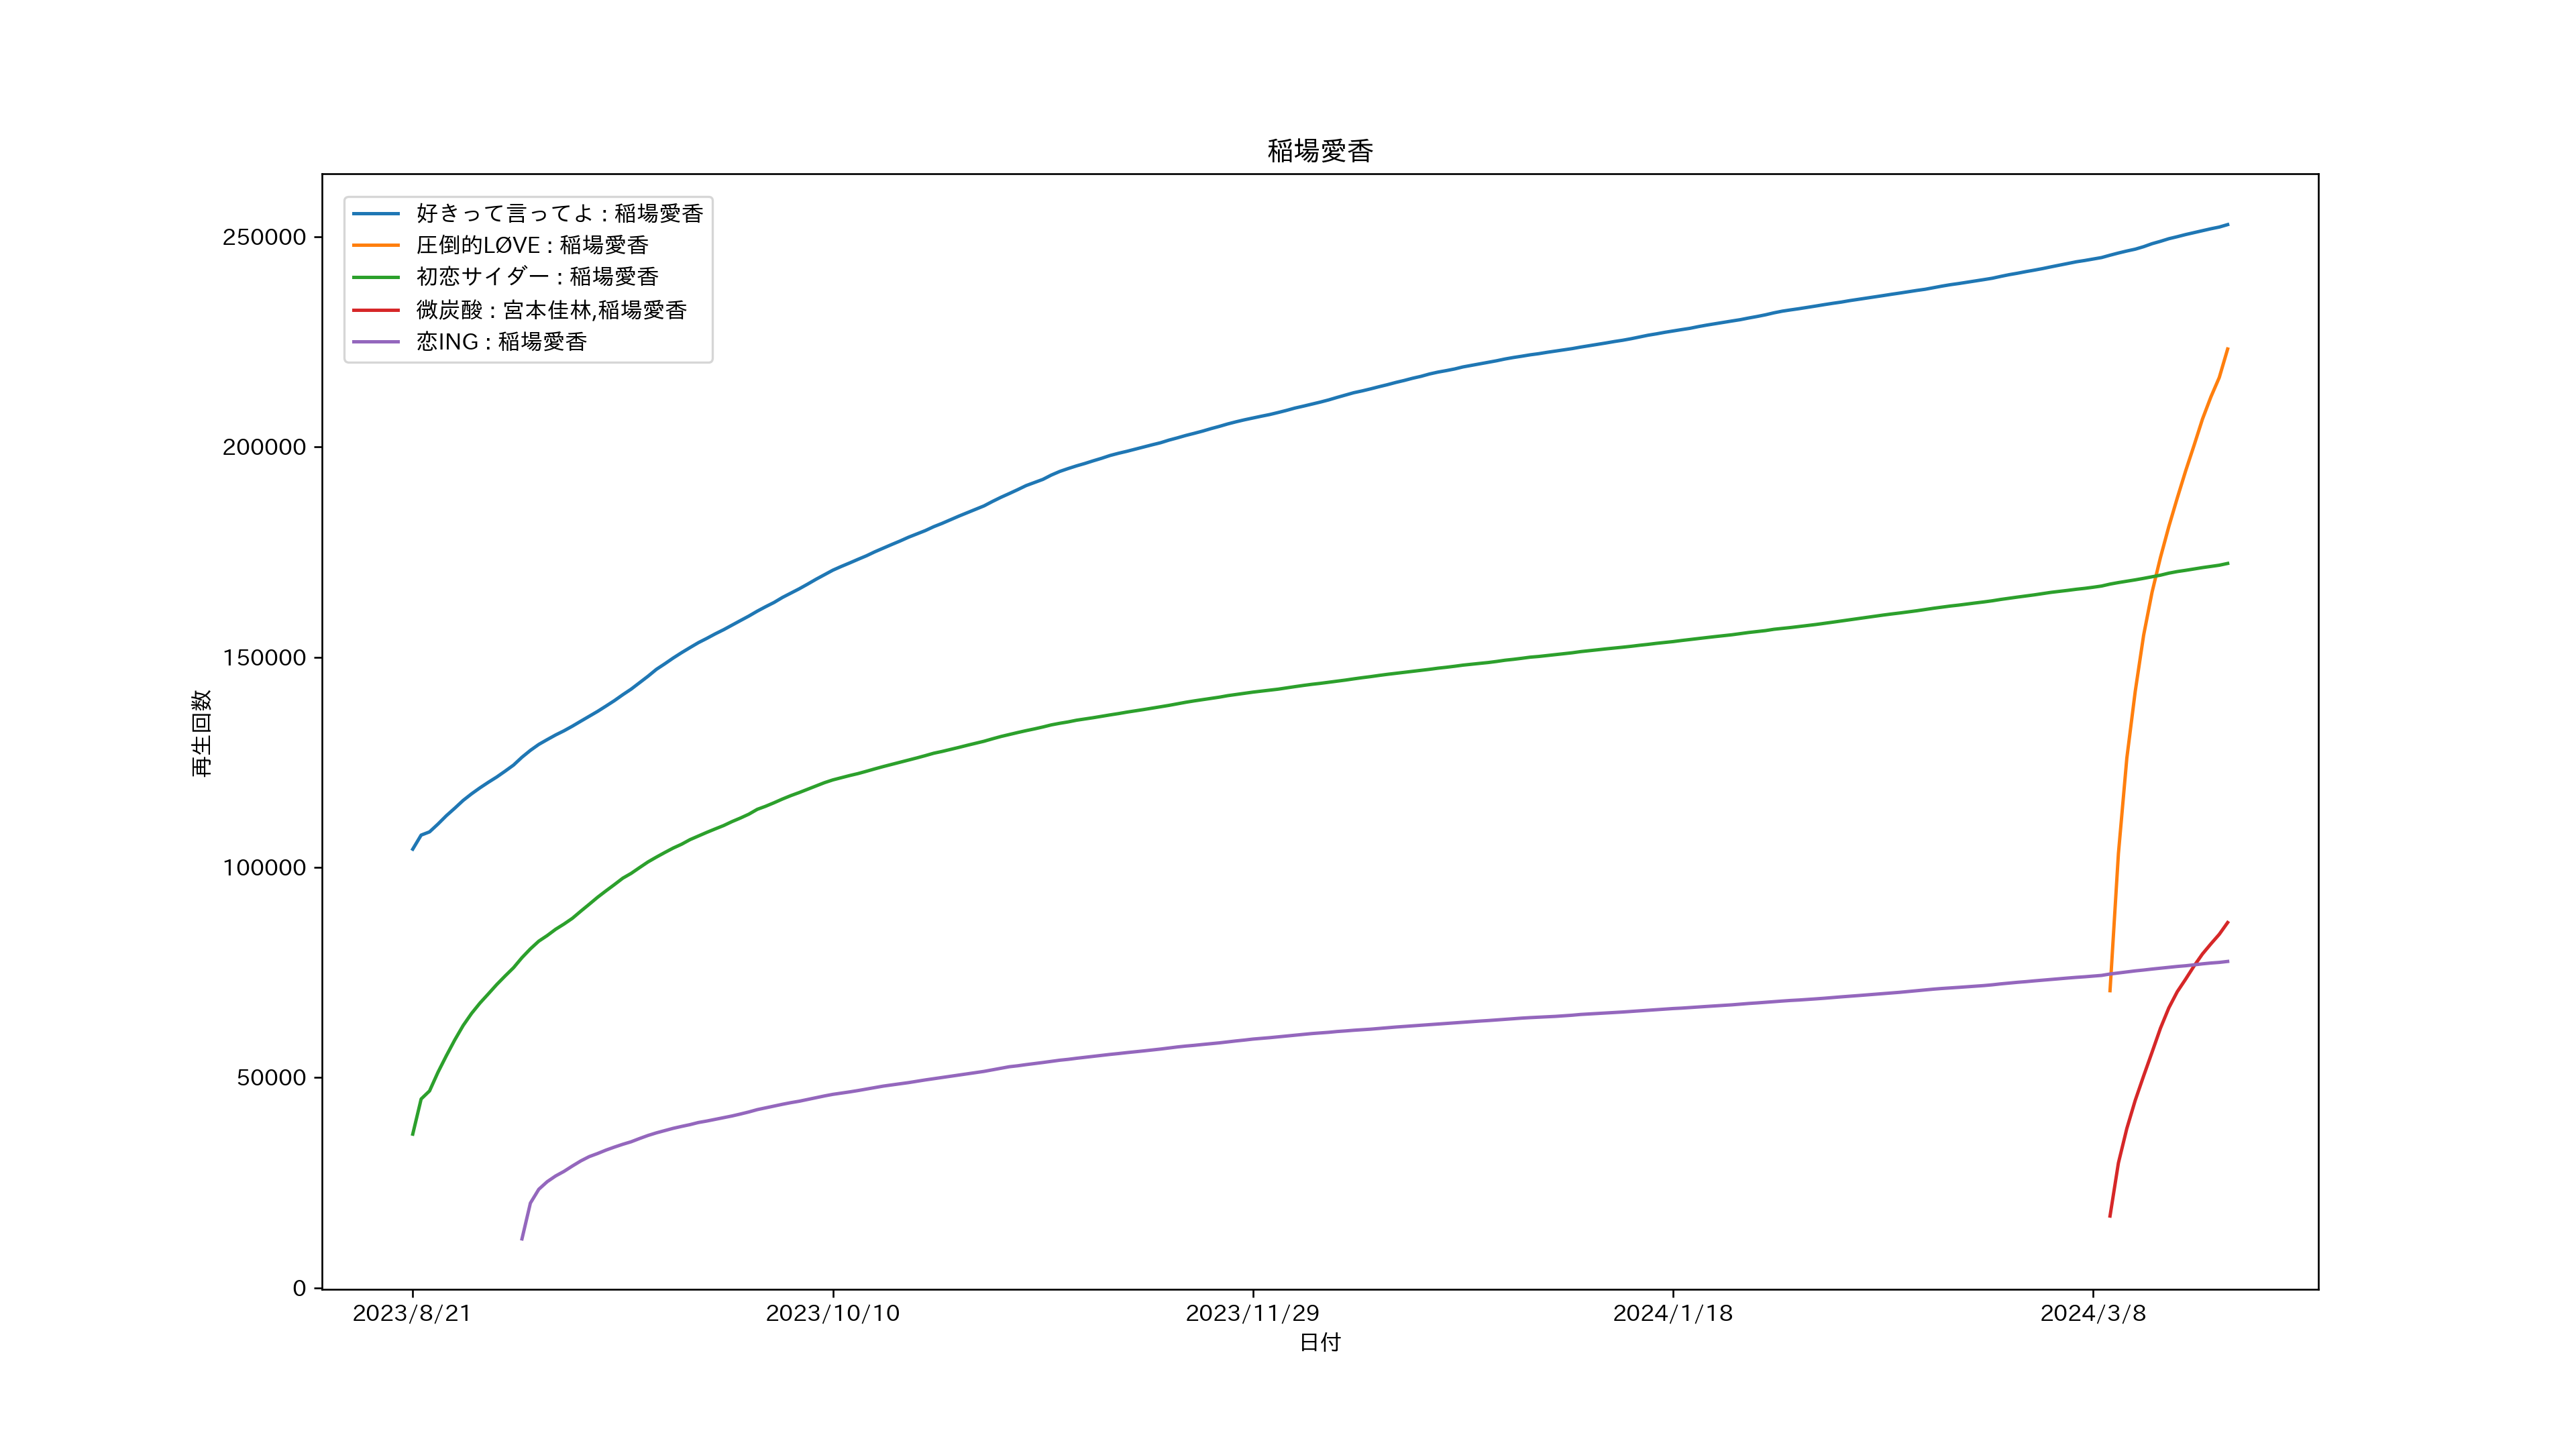 稲場愛香
好きって言ってよ : 稲場愛香
圧倒的LØVE : 稲場愛香
初恋サイダー : 稲場愛香
微炭酸 : 宮本佳林,稲場愛香
恋ING : 稲場愛香
250000
200000
150000
100000
50000
0
再生回数
2023/8/21
2023/10/10
2023/11/29
2024/1/18
2024/3/8
日付